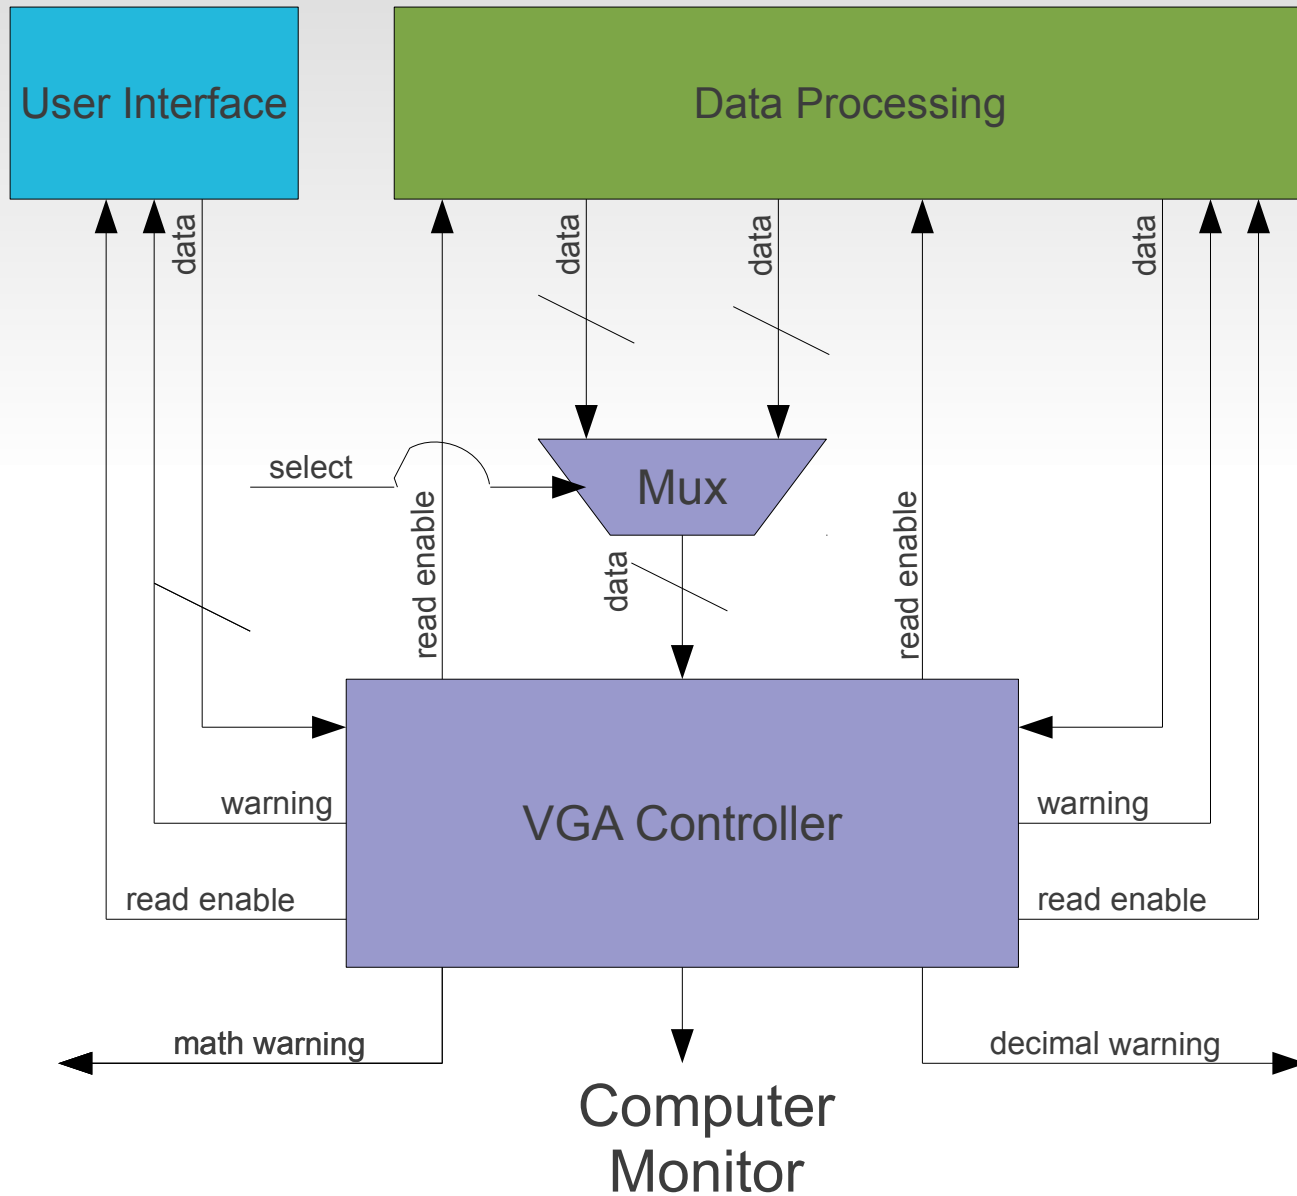 User Interface
Data Processing
data
data
data
data
select
Mux
read enable
data
read enable
VGA Controller
warning
warning
read enable
read enable
math warning
decimal warning
Computer
Monitor